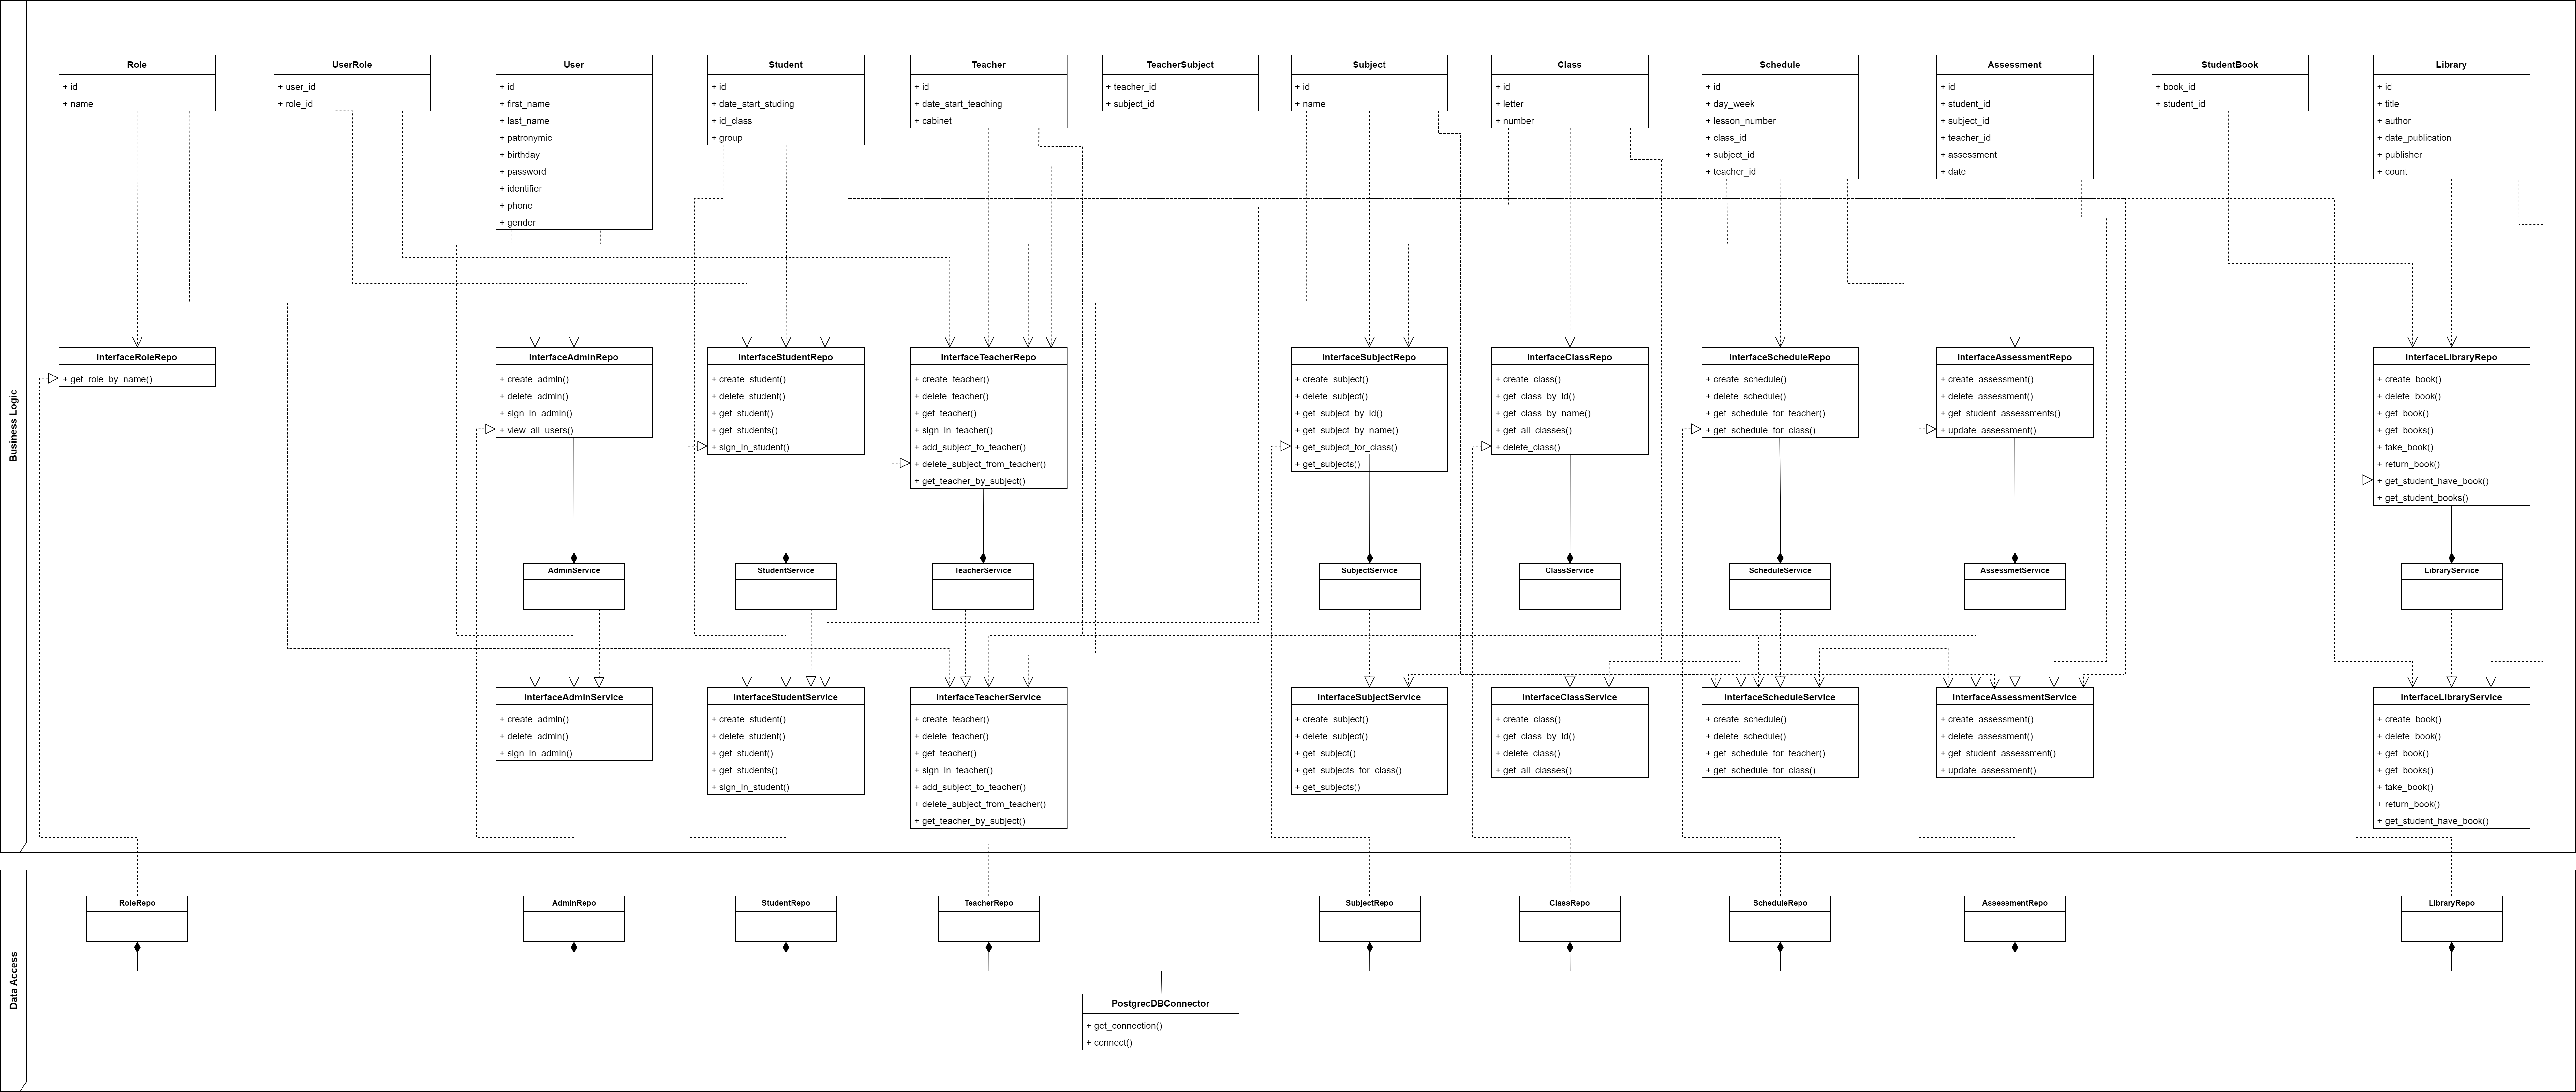 Business Logic
Role
+ id
+ name
UserRole
+ user_id
+ role_id
User
+ id
+ first_name
+ last_name
+ patronymic
+ birthday
+ password
+ identifier
+ phone
+ gender
Student
+ id
+ date_start_studing
+ id_class
+ group
Teacher
+ id
+ date_start_teaching
+ cabinet
TeacherSubject
+ teacher_id
+ subject_id
Subject
+ id
+ name
Class
+ id
+ letter
+ number
Schedule
+ id
+ day_week
+ lesson_number
+ class_id
+ subject_id
+ teacher_id
Assessment
+ id
+ student_id
+ subject_id
+ teacher_id
+ assessment
+ date
StudentBook
+ book_id
+ student_id
Library
+ id
+ title
+ author
+ date_publication
+ publisher
+ count
InterfaceRoleRepo
+ get_role_by_name()
InterfaceAdminRepo
+ create_admin()
+ delete_admin()
+ sign_in_admin()
+ view_all_users()
InterfaceStudentRepo
+ create_student()
+ delete_student()
+ get_student()
+ get_students()
+ sign_in_student()
InterfaceTeacherRepo
+ create_teacher()
+ delete_teacher()
+ get_teacher()
+ sign_in_teacher()
+ add_subject_to_teacher()
+ delete_subject_from_teacher()
+ get_teacher_by_subject()
InterfaceSubjectRepo
+ create_subject()
+ delete_subject()
+ get_subject_by_id()
+ get_subject_by_name()
+ get_subject_for_class()
+ get_subjects()
InterfaceClassRepo
+ create_class()
+ get_class_by_id()
+ get_class_by_name()
+ get_all_classes()
+ delete_class()
InterfaceScheduleRepo
+ create_schedule()
+ delete_schedule()
+ get_schedule_for_teacher()
+ get_schedule_for_class()
InterfaceAssessmentRepo
+ create_assessment()
+ delete_assessment()
+ get_student_assessments()
+ update_assessment()
InterfaceLibraryRepo
+ create_book()
+ delete_book()
+ get_book()
+ get_books()
+ take_book()
+ return_book()
+ get_student_have_book()
+ get_student_books()
AdminService
StudentService
TeacherService
SubjectService
ClassService
ScheduleService
AssessmetService
LibraryService
InterfaceAdminService
+ create_admin()
+ delete_admin()
+ sign_in_admin()
InterfaceStudentService
+ create_student()
+ delete_student()
+ get_student()
+ get_students()
+ sign_in_student()
InterfaceTeacherService
+ create_teacher()
+ delete_teacher()
+ get_teacher()
+ sign_in_teacher()
+ add_subject_to_teacher()
+ delete_subject_from_teacher()
+ get_teacher_by_subject()
InterfaceSubjectService
+ create_subject()
+ delete_subject()
+ get_subject()
+ get_subjects_for_class()
+ get_subjects()
InterfaceClassService
+ create_class()
+ get_class_by_id()
+ delete_class()
+ get_all_classes()
InterfaceScheduleService
+ create_schedule()
+ delete_schedule()
+ get_schedule_for_teacher()
+ get_schedule_for_class()
InterfaceAssessmentService
+ create_assessment()
+ delete_assessment()
+ get_student_assessment()
+ update_assessment()
InterfaceLibraryService
+ create_book()
+ delete_book()
+ get_book()
+ get_books()
+ take_book()
+ return_book()
+ get_student_have_book()
Data Access
RoleRepo
AdminRepo
StudentRepo
TeacherRepo
SubjectRepo
ClassRepo
ScheduleRepo
AssessmentRepo
LibraryRepo
PostgrecDBConnector
+ get_connection()
+ connect()